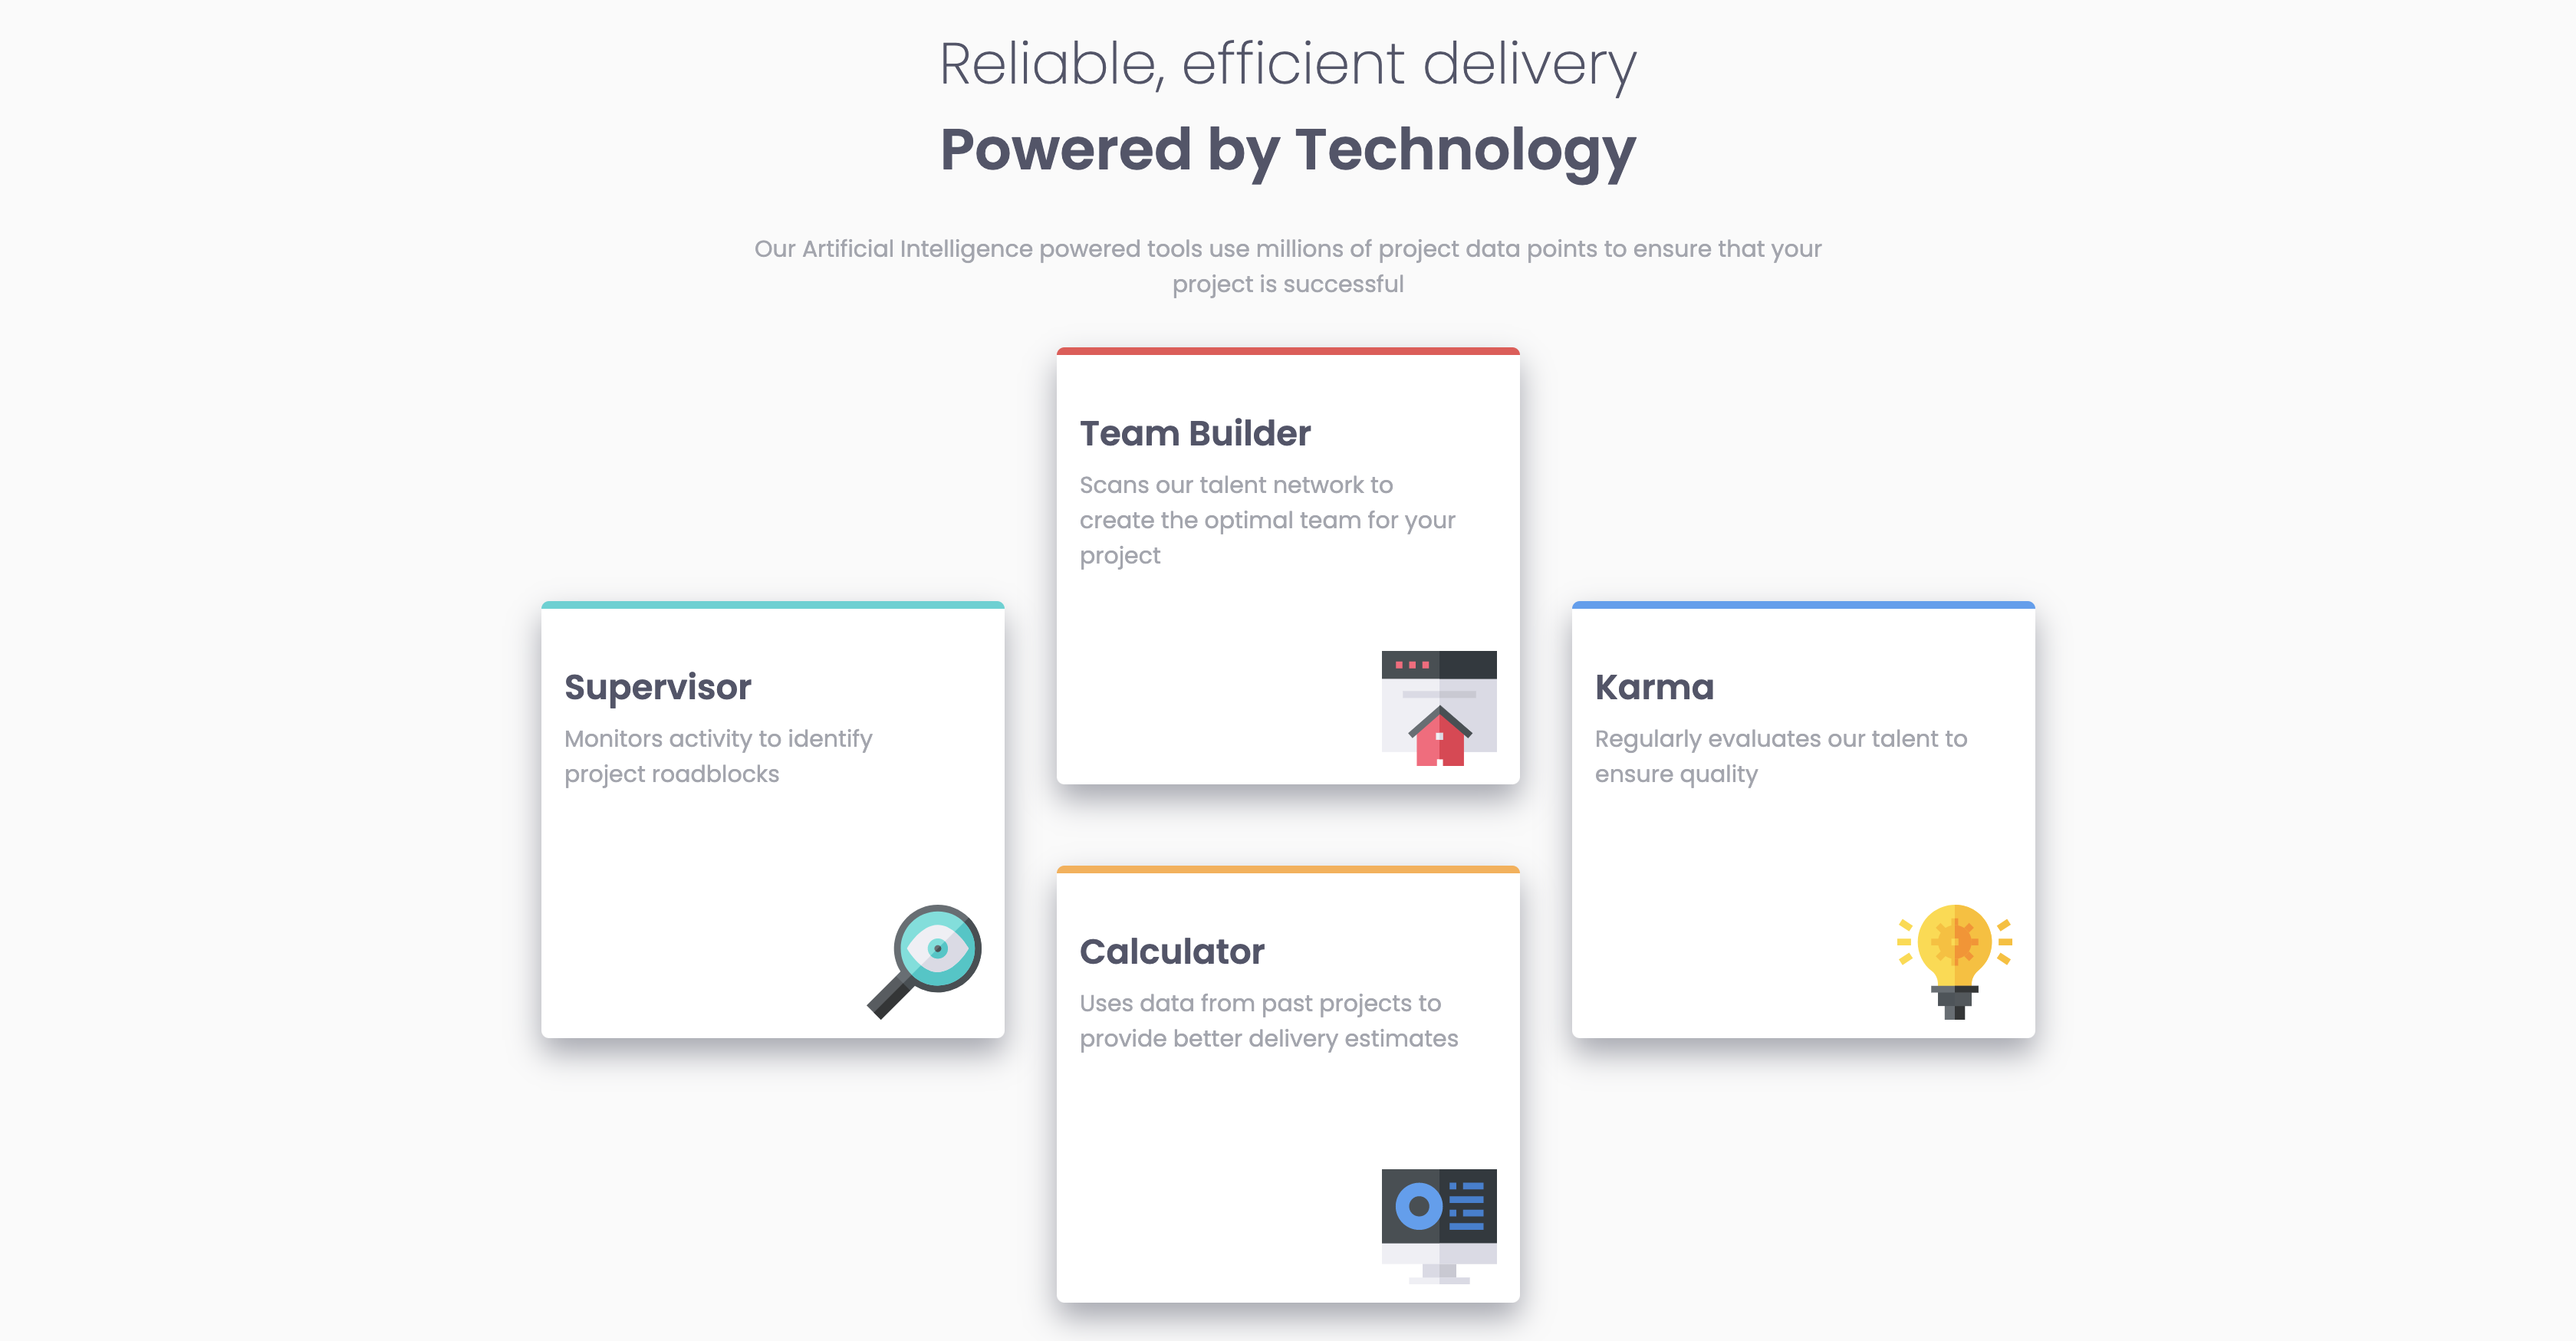 Reliable, efficient delivery
Powered by Technology
Our Artificial Intelligence powered tools use millions of project data points to ensure that your
project is successful
Team Builder
Scans our talent network to
create the optimal team for your
project
Supervisor
Monitors activity to identify
project roadblocks
Karma
Regularly evaluates our talent to
ensure quality
Calculator
Uses data from past projects to
provide better delivery estimates